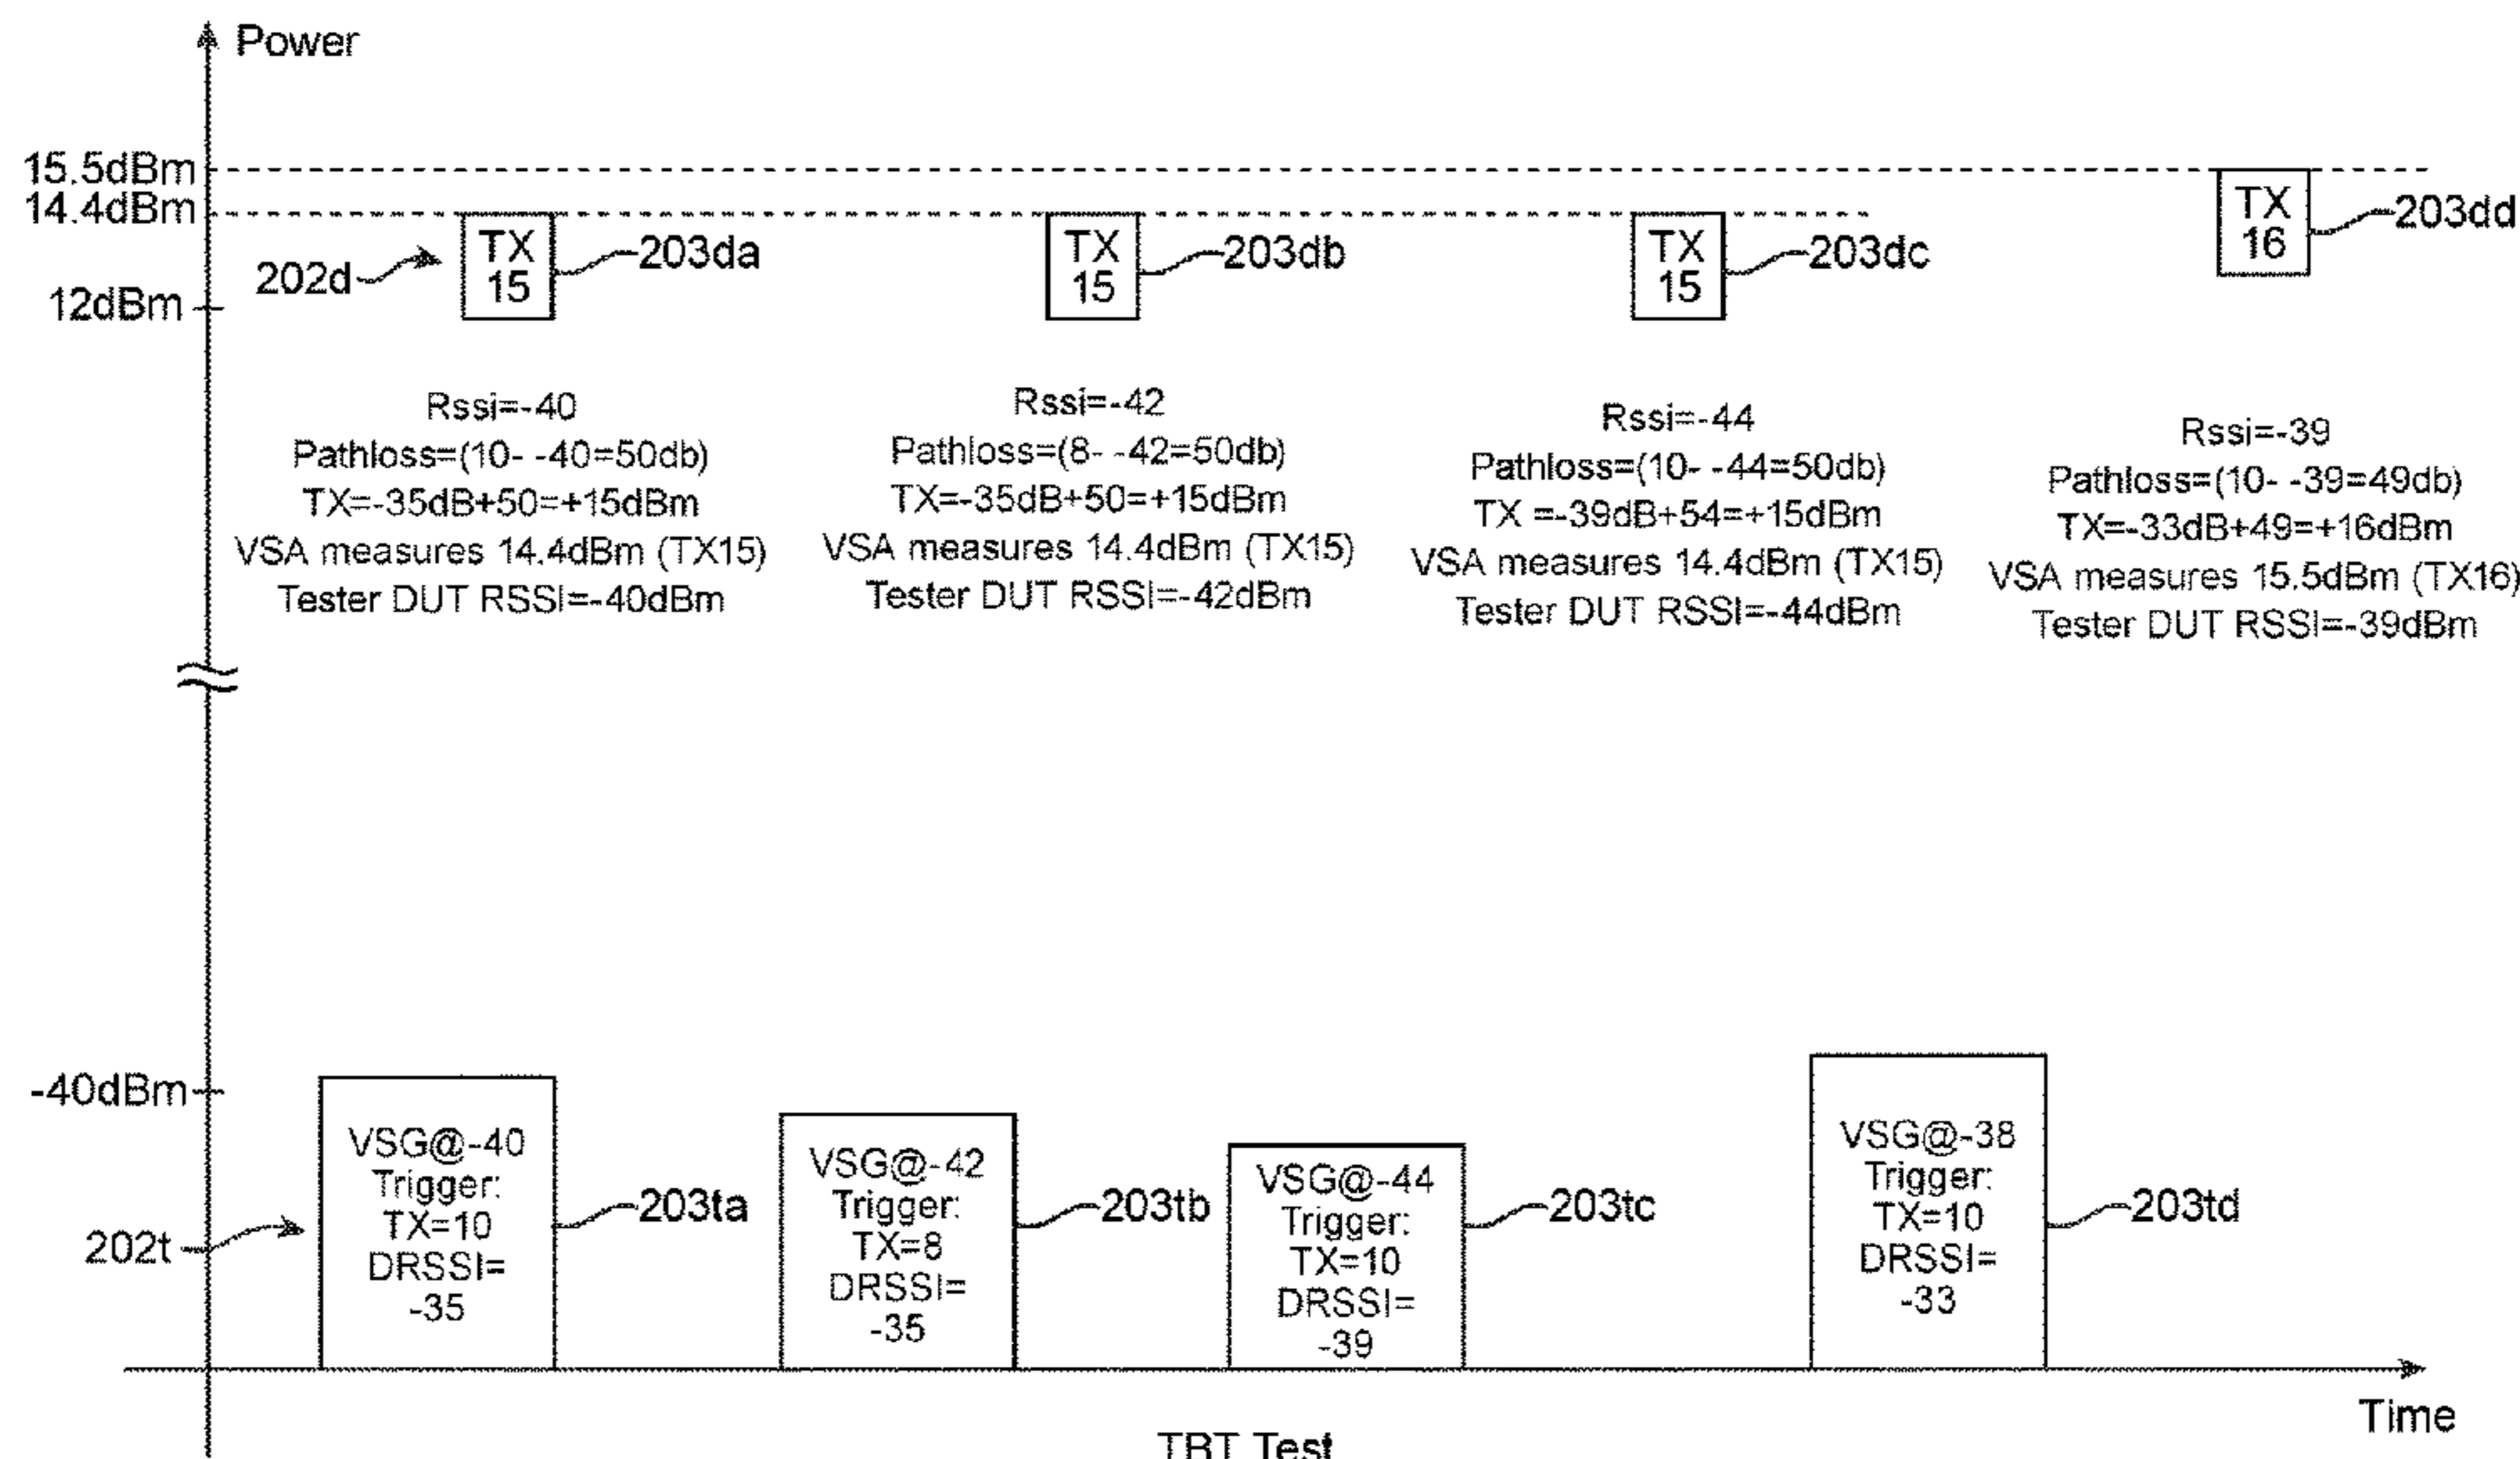 Power
15.5dBm
14.4dBm
12dBm
202d
TX
15
203da
TX
15
203db
TX
15
203dc
TX
16
203dd
Rssi=-40
Pathloss=(10- -40=50db)
TX=-35dB+50=+15dBm
VSA measures 14.4dBm (TX15)
Tester DUT RSSI=-40dBm
Rssi=-42
Pathloss=(8- -42=50db)
TX=-35dB+50=+15dBm
VSA measures 14.4dBm (TX15)
Tester DUT RSSI=-42dBm
Rssi=-44
Pathloss=(10- -44=50db)
TX =-39dB+54=+15dBm
VSA measures 14.4dBm (TX15)
Tester DUT RSSI=-44dBm
Rssi=-39
Pathloss=(10- -39=49db)
TX=-33dB+49=+16dBm
VSA measures 15.5dBm (TX16)
Tester DUT RSSI=-39dBm
-40dBm
202t
VSG@-40
Trigger:
TX=10
DRSSI=
-35
203ta
VSG@-42
Trigger:
TX=8
DRSSI=
-35
203tb
VSG@-44
Trigger:
TX=10
DRSSI=
-39
203tc
VSG@-38
Trigger:
TX=10
DRSSI=
-33
203td
Time
TBT Test